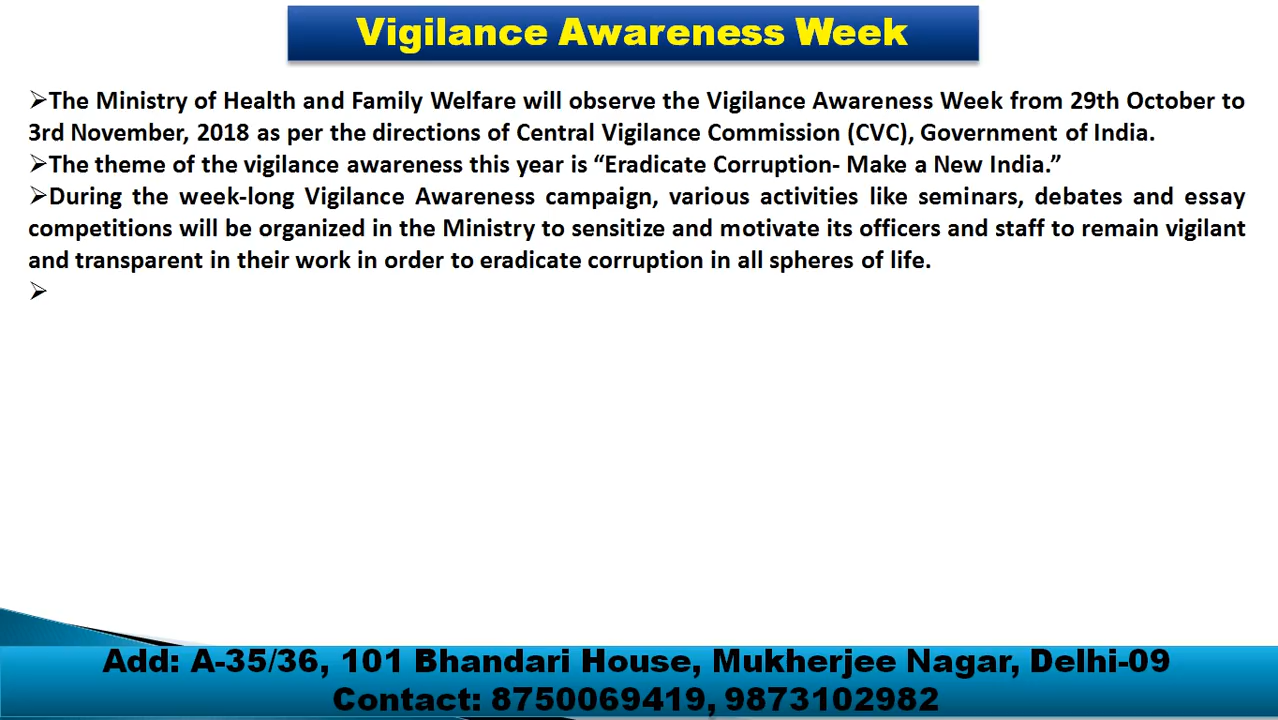 Vigilance Awareness Week
➢The Ministry of Health and Family Welfare will observe the Vigilance Awareness Week from 29th October to
3rd November, 2018 as per the directions of Central Vigilance Commission (CVC), Government of India.
➢The theme of the vigilance awareness this year is “Eradicate Corruption- Make a New India.”
➢During the week-long Vigilance Awareness campaign, various activities like seminars, debates and essay
competitions will be organized in the Ministry to sensitize and motivate its officers and staff to remain vigilant
and transparent in their work in order to eradicate corruption in all spheres of life.
➢
Add: A-35/36, 101 Bhandari House, Mukherjee Nagar, Delhi-09
Contact: 8750069419, 9873102982